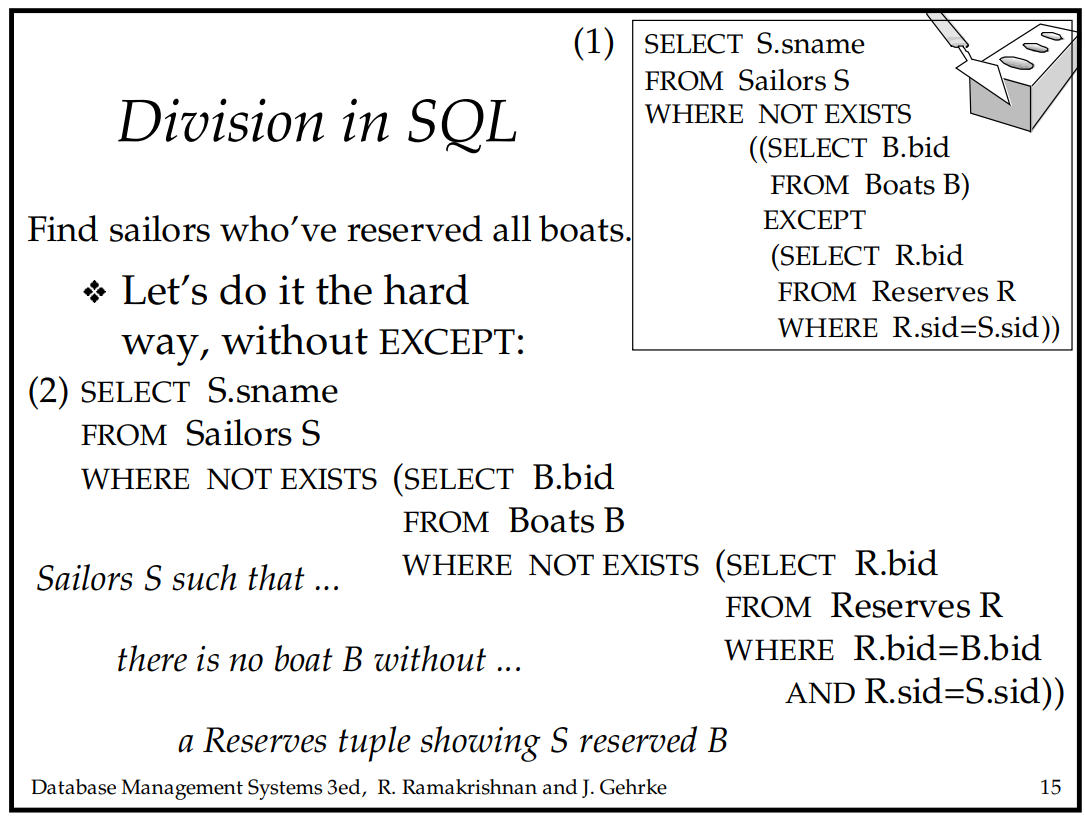 Division in SQL
Find sailors who’ve reserved all boats.
❖ Let’s do it the hard
way, without EXCEPT:
(1) SELECT S.sname
FROM Sailors S
WHERE NOT EXISTS
((SELECT B.bid
FROM Boats B)
EXCEPT
(SELECT R.bid
FROM Reserves R
WHERE R.sid=S.sid))
(2) SELECT S.sname
FROM Sailors S
WHERE NOT EXISTS (SELECT B.bid
FROM Boats B
WHERE NOT EXISTS (SELECT R.bid
FROM Reserves R
WHERE R.bid=B.bid
AND R.sid=S.sid))
Sailors S such that ...
there is no boat B without ...
a Reserves tuple showing S reserved B
Database Management Systems 3ed, R. Ramakrishnan and J. Gehrke 15